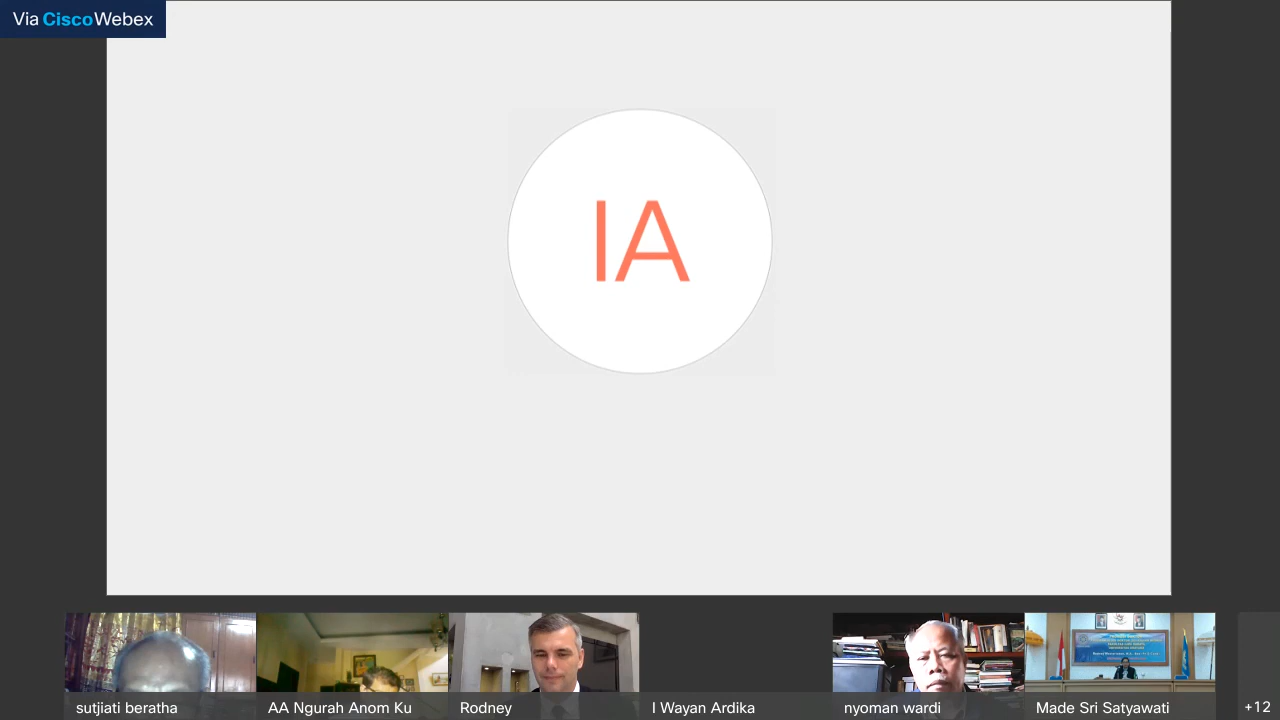 Via CiscoWebex
IA
sutjiati beratha
AA Ngurah Anom Ku
Rodney
I Wayan Ardika
nyoman wardi
Made Sri Satyawati
+12